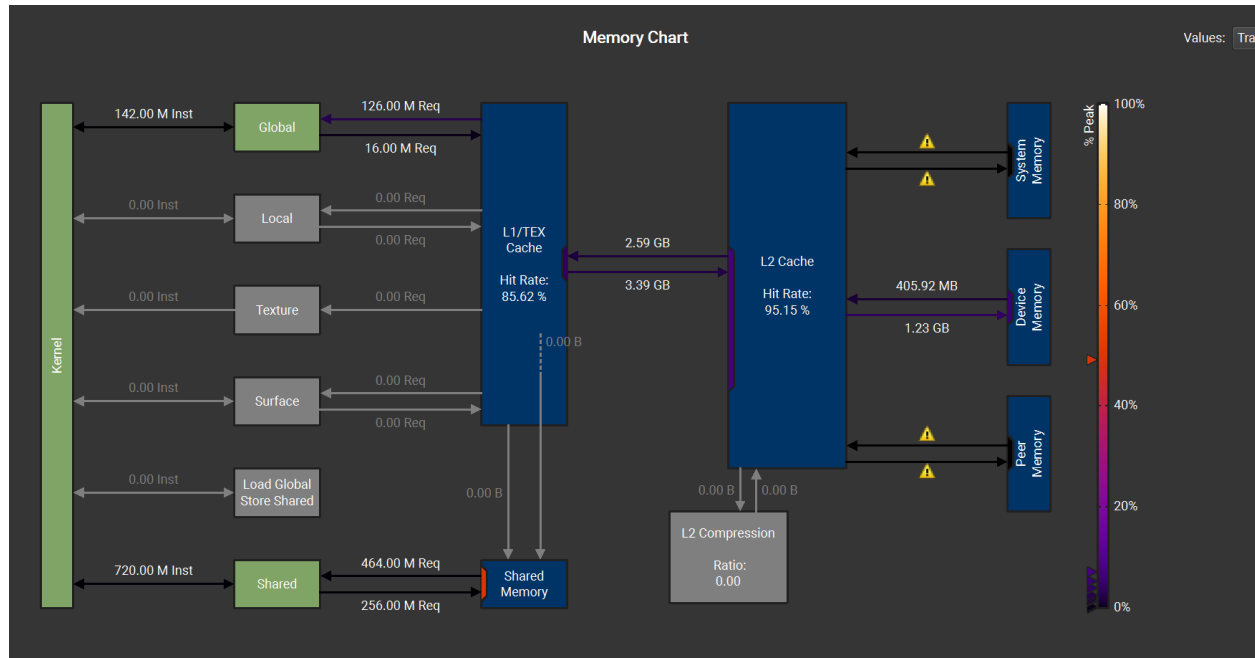 Memory Chart
Values: Tra
142.00 M Inst
Global
126.00 M Req
16.00 M Req
0.00 Inst
Local
0.00 Req
0.00 Req
0.00 Inst
Texture
0.00 Req
0.00 Inst
Surface
0.00 Req
0.00 Req
0.00 Inst
Load Global
Store Shared
720.00 M Inst
Shared
464.00 M Req
256.00 M Req
Kernel
L1/TEX
Cache
Hit Rate:
85.62 %
0.00 B
0.00 B
Shared
Memory
2.59 GB
3.39 GB
L2 Cache
Hit Rate:
95.15 %
0.00 B
0.00 B
L2 Compression
Ratio:
0.00
System
Memory
405.92 MB
1.23 GB
Device
Memory
Peer
Memory
% Peak
100%
80%
60%
40%
20%
0%